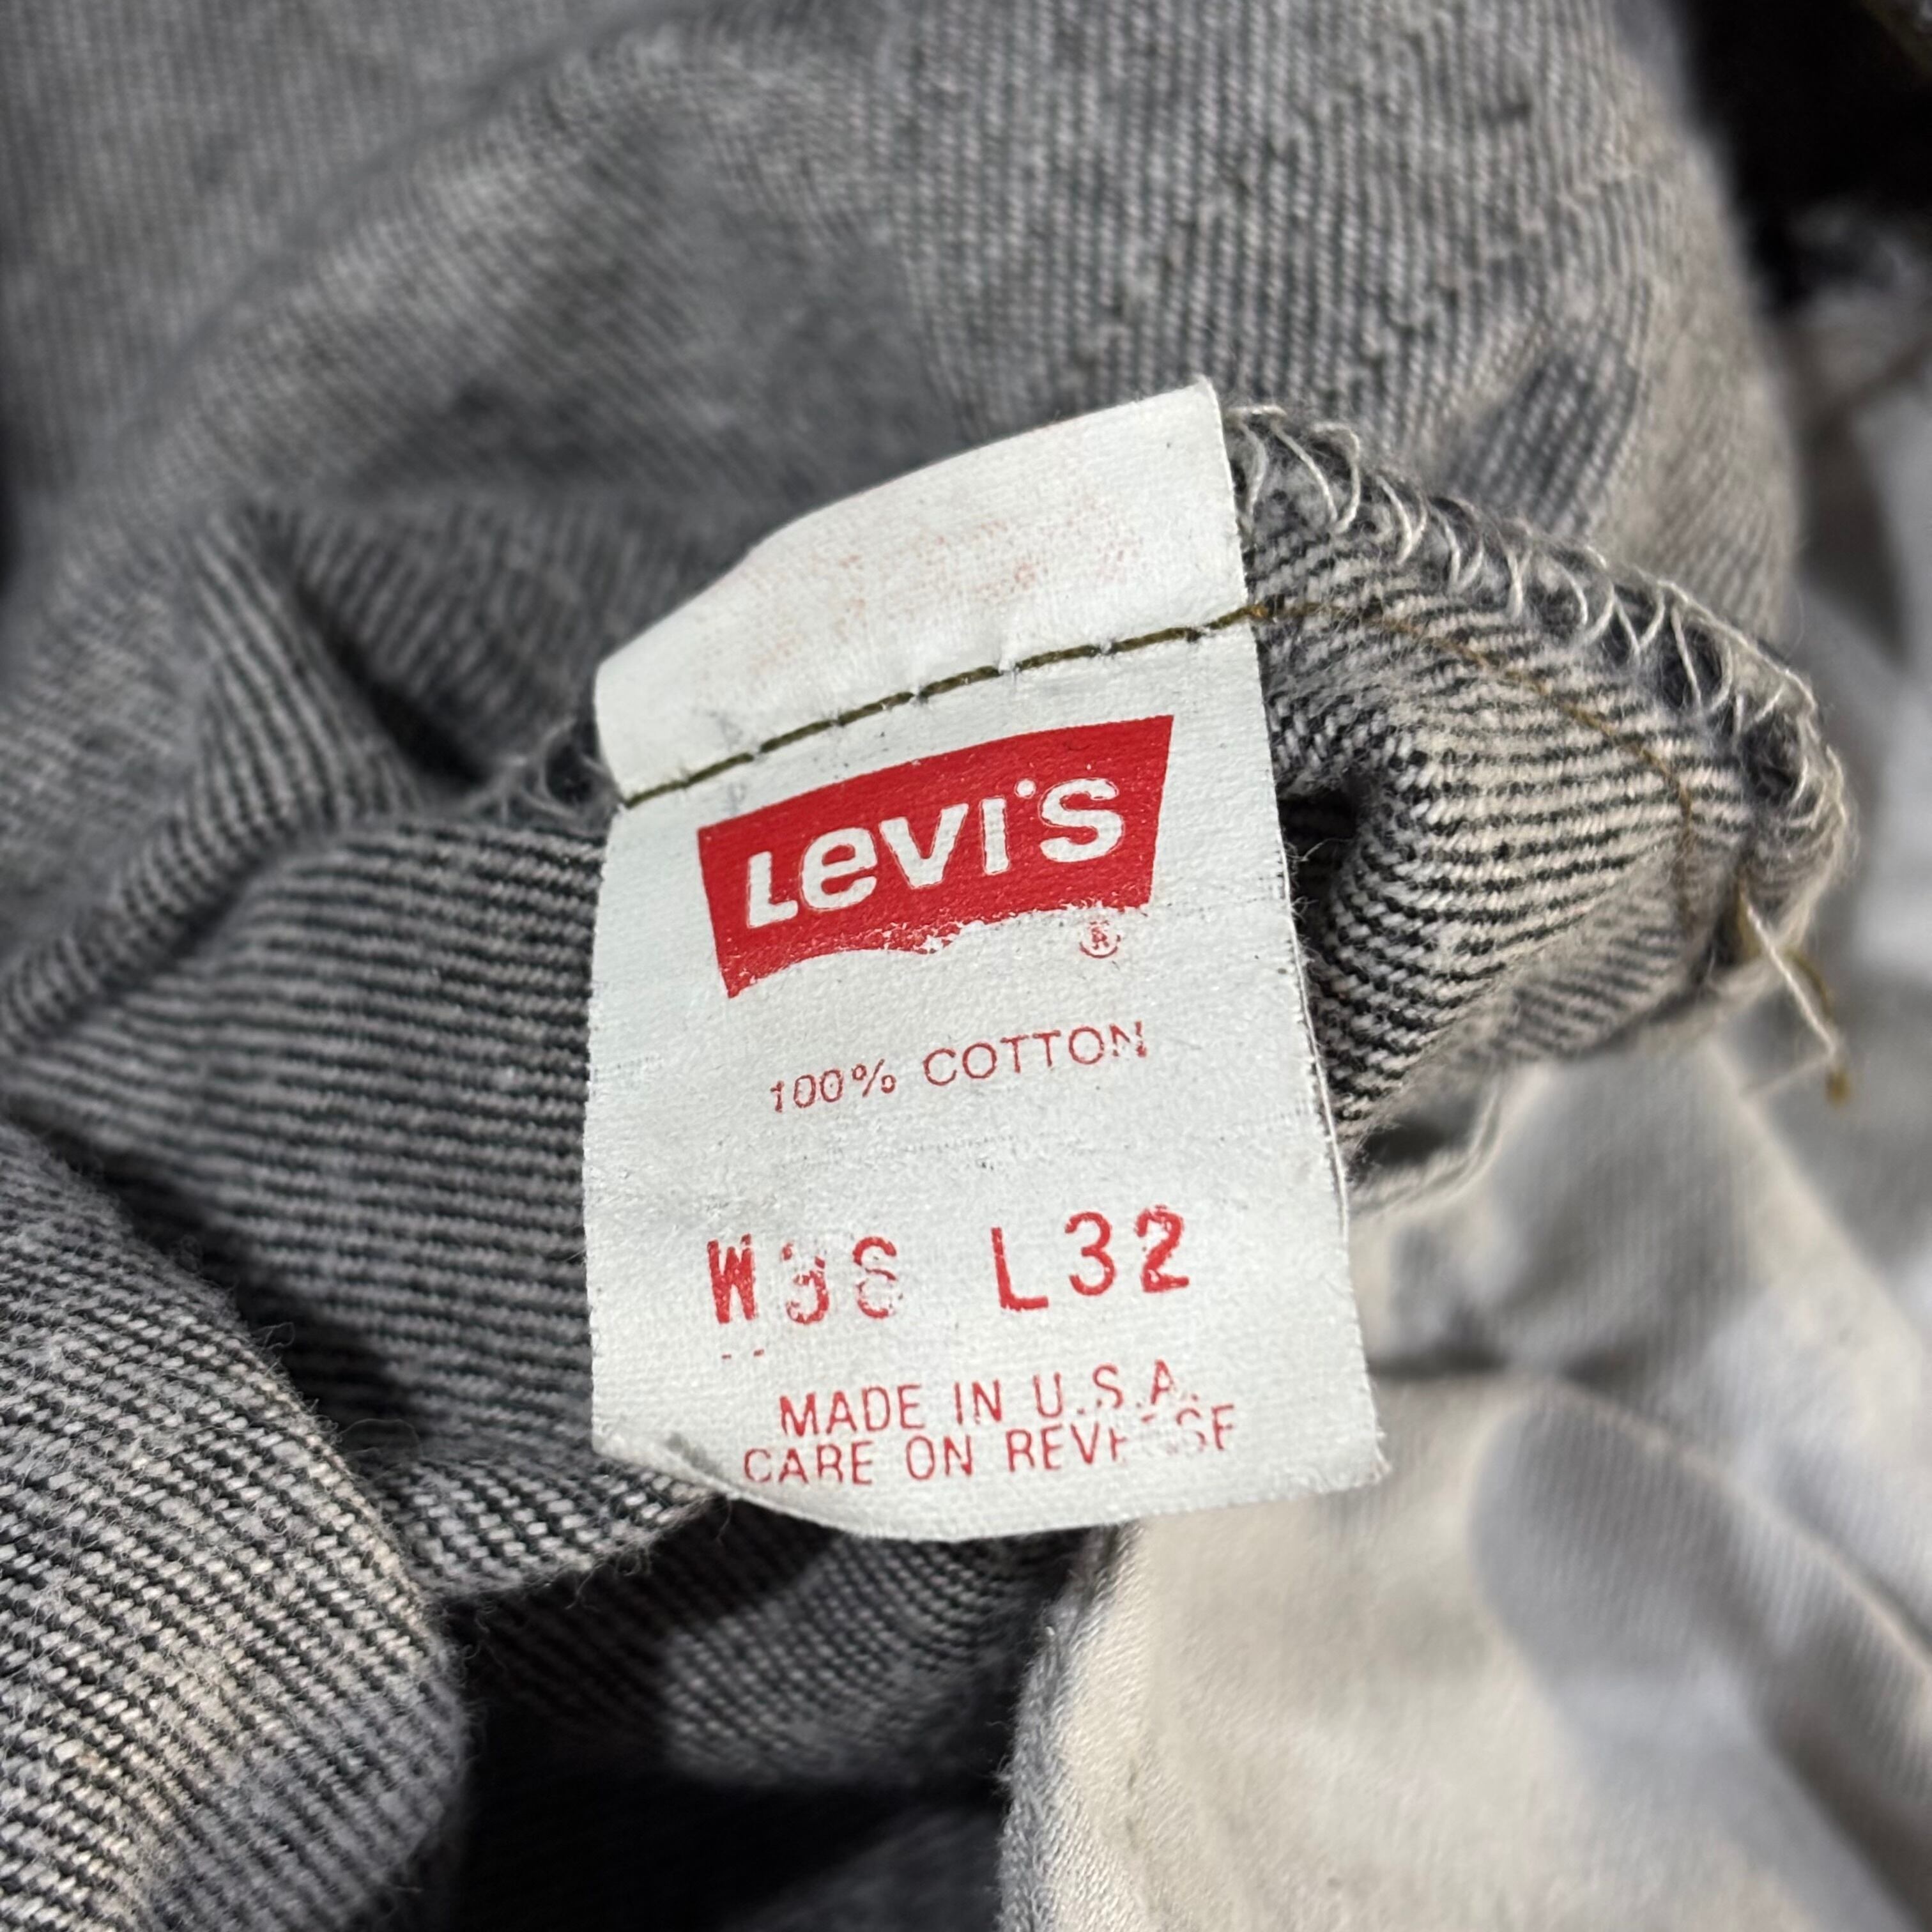 Levi's
®
100% COTTON
L32
MADE IN U.S.A.
CARE ON REVERSE